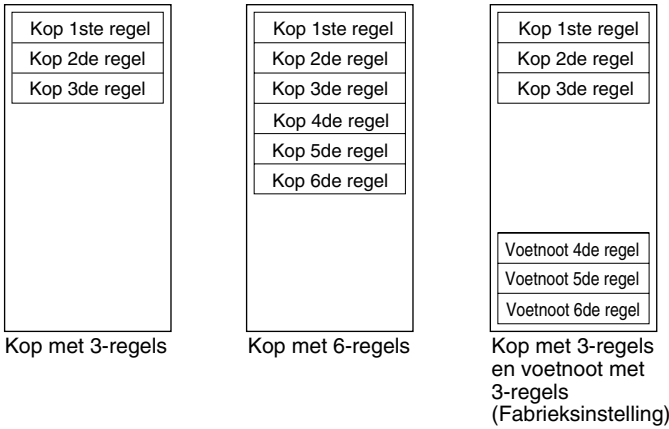 Kop 1ste regel
Kop 2de regel
Kop 3de regel
Kop met 3-regels
Kop 1ste regel
Kop 2de regel
Kop 3de regel
Kop 4de regel
Kop 5de regel
Kop 6de regel
Kop met 6-regels
Kop 1ste regel
Kop 2de regel
Kop 3de regel
Voetnoot 4de regel
Voetnoot 5de regel
Voetnoot 6de regel
Kop met 3-regels
en voetnoot met
3-regels
(Fabrieksinstelling)